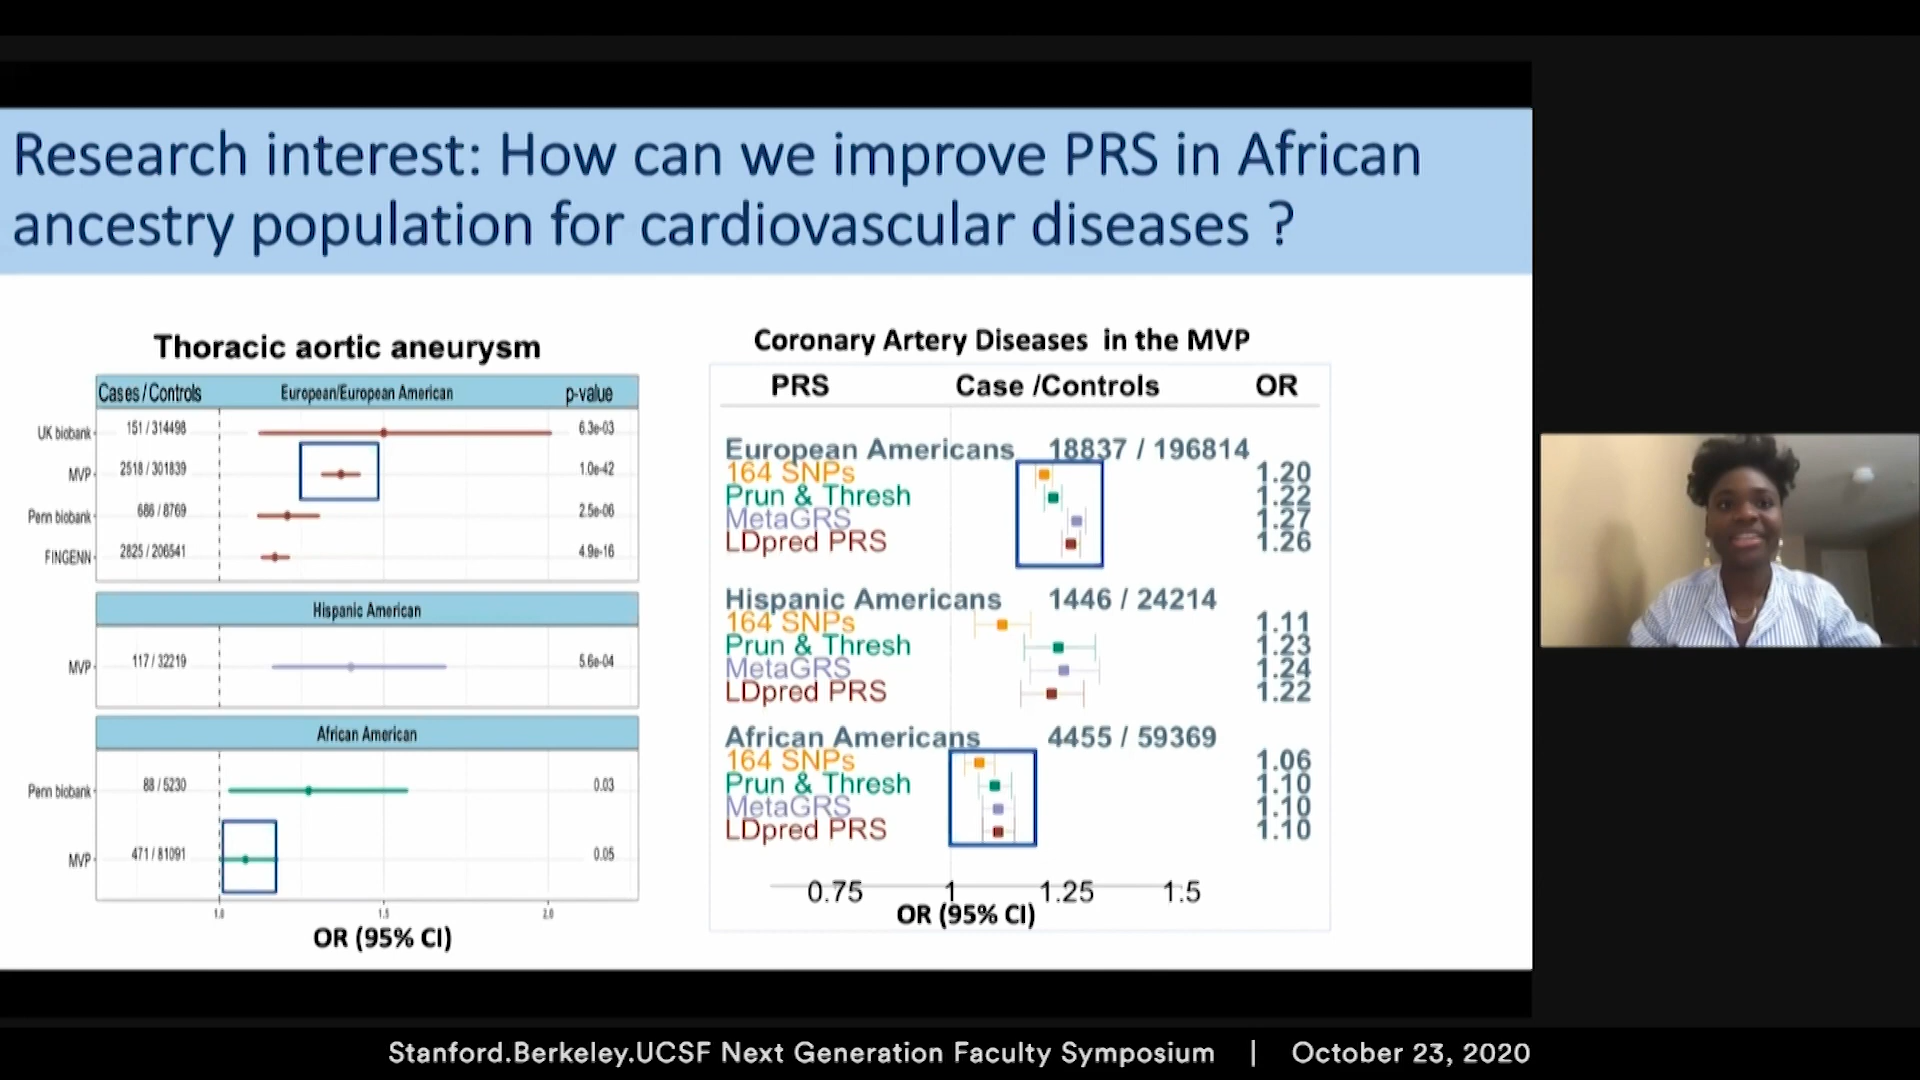 Research interest: How can we improve PRS in African
ancestry population for cardiovascular diseases ?
Thoracic aortic aneurysm
Cases / Controls European/European American p-value
UK biobank 151 / 314498 6.3e-03
MVP 2518 / 301839 1.0e-42
Penn biobank 686 / 8769 2.5e-06
FINGENN 2825 / 206541 4.9e-16
Hispanic American
MVP 117 / 32219 5.6e-04
African American
Penn biobank 88 / 5230 0.03
MVP 471 / 81091 0.05
1.0 1.5 2.0
OR (95% CI)
Coronary Artery Diseases in the MVP
PRS Case /Controls OR
European Americans 18837 / 196814
164 SNPs 1.20
Prun & Thresh 1.22
MetaGRS 1.27
LDpred PRS 1.26
Hispanic Americans 1446 / 24214
164 SNPs 1.11
Prun & Thresh 1.23
MetaGRS 1.24
LDpred PRS 1.22
African Americans 4455 / 59369
164 SNPs 1.06
Prun & Thresh 1.10
MetaGRS 1.10
LDpred PRS 1.10
0.75 1 1.25 1.5
OR (95% CI)
Stanford.Berkeley.UCSF Next Generation Faculty Symposium | October 23, 2020